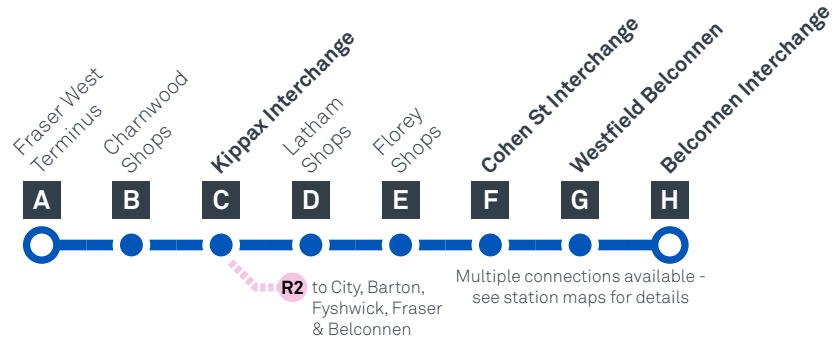 Fraser West
Terminus
Charnwood
Shops
Kippax Interchange
Latham
Shops
Florey
Shops
Cohen St Interchange
Westfield Belconnen
Belconnen Interchange
A
B
C
D
E
F
G
H
R2 to City, Barton,
Fyshwick, Fraser
& Belconnen
Multiple connections available -
see station maps for details